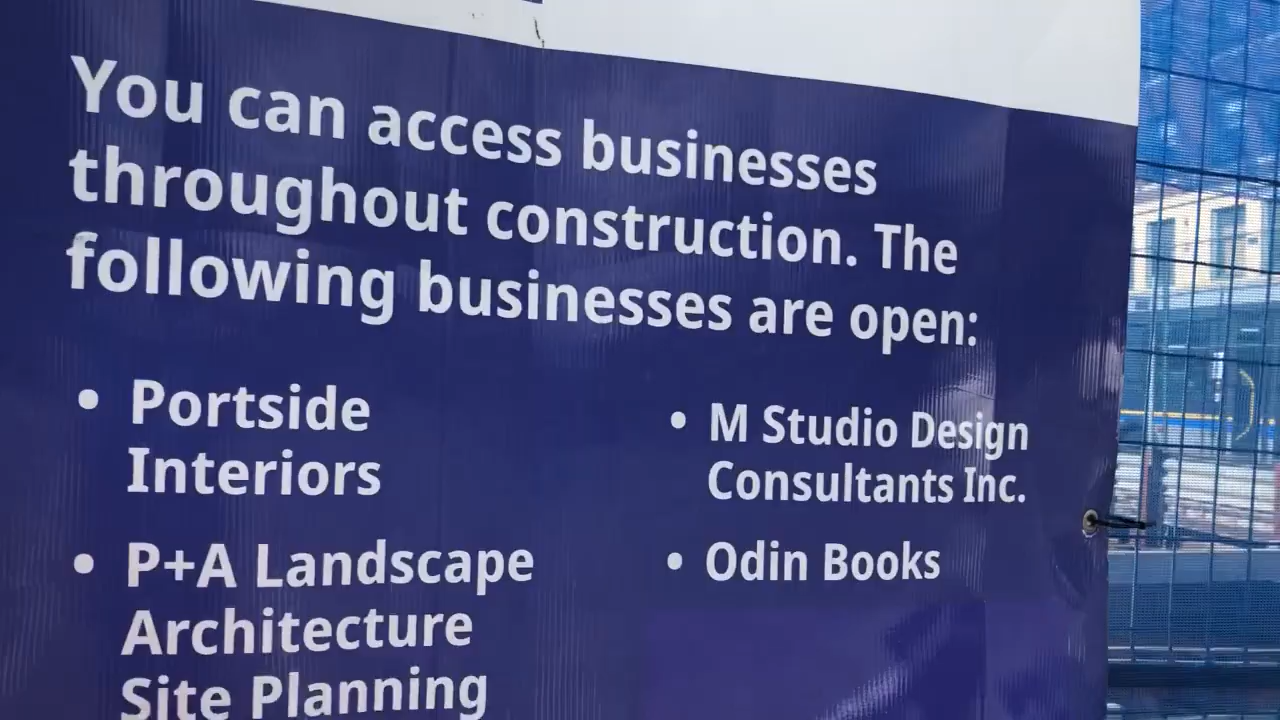 You can access businesses
throughout construction. The
following businesses are open:
• Portside
Interiors
• P+A Landscape
Architecture
Site Planning
• M Studio Design
Consultants Inc.
• Odin Books